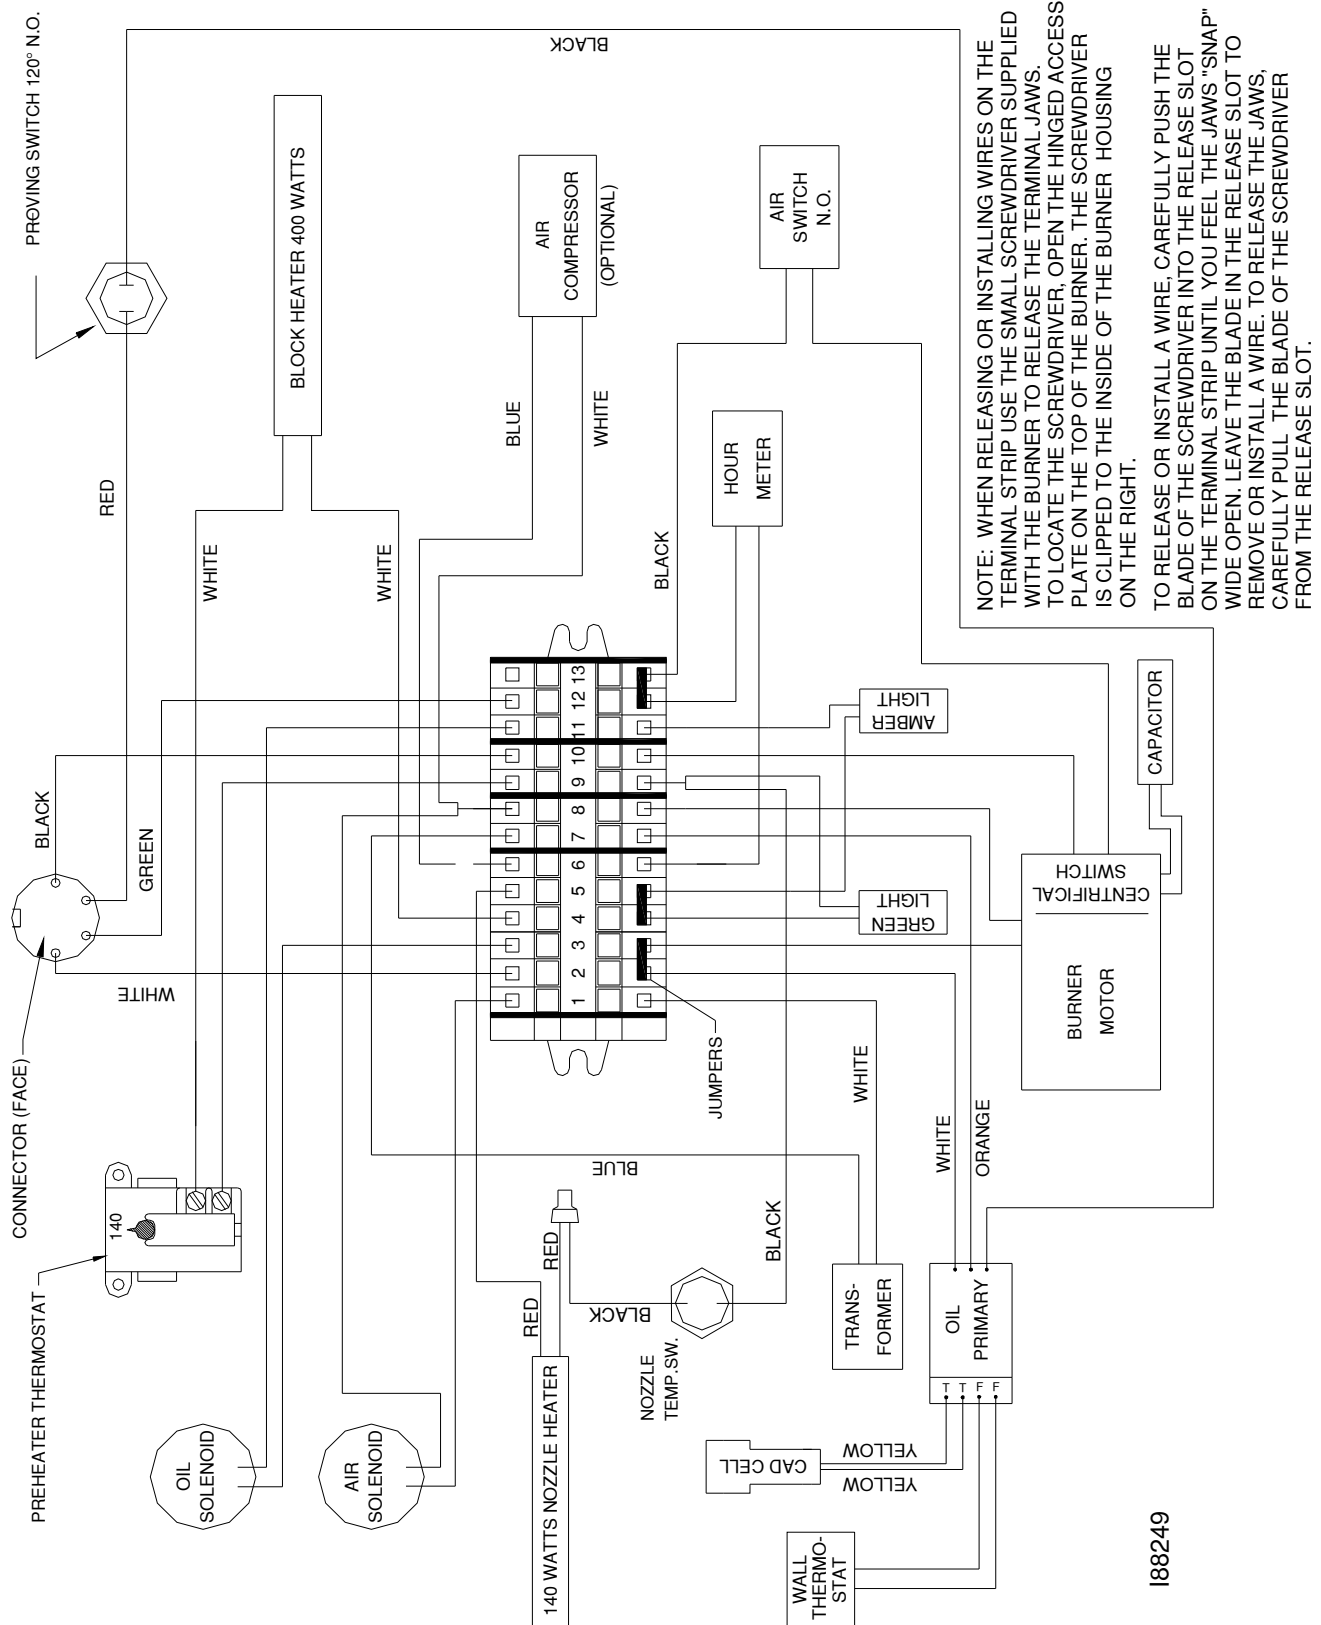 PROVING SWITCH 120° N.O.
RED
BLACK
BLOCK HEATER 400 WATTS
WHITE
WHITE
AIR
COMPRESSOR
(OPTIONAL)
BLUE
WHITE
AIR
SWITCH
N.O.
BLACK
HOUR
METER
CONNECTOR (FACE)
BLACK
GREEN
WHITE
1 2 3 4 5 6 7 8 9 10 11 12 13
JUMPERS
AMBER
LIGHT
GREEN
LIGHT
CAPACITOR
CENTRIFICAL
SWITCH
BURNER
MOTOR
PREHEATER THERMOSTAT
140
OIL
SOLENOID
AIR
SOLENOID
140 WATTS NOZZLE HEATER
RED
RED
BLACK
NOZZLE
TEMP.SW.
BLACK
BLUE
WHITE
TRANS-
FORMER
WHITE
ORANGE
OIL
PRIMARY
T T F F
CAD CELL
YELLOW
YELLOW
WALL
THERMO-
STAT
NOTE: WHEN RELEASING OR INSTALLING WIRES ON THE
TERMINAL STRIP USE THE SMALL SCREWDRIVER SUPPLIED
WITH THE BURNER TO RELEASE THE TERMINAL JAWS.
TO LOCATE THE SCREWDRIVER, OPEN THE HINGED ACCESS
PLATE ON THE TOP OF THE BURNER. THE SCREWDRIVER
IS CLIPPED TO THE INSIDE OF THE BURNER HOUSING
ON THE RIGHT.
TO RELEASE OR INSTALL A WIRE, CAREFULLY PUSH THE
BLADE OF THE SCREWDRIVER INTO THE RELEASE SLOT
ON THE TERMINAL STRIP UNTIL YOU FEEL THE JAWS "SNAP"
WIDE OPEN. LEAVE THE BLADE IN THE RELEASE SLOT TO
REMOVE OR INSTALL A WIRE. TO RELEASE THE JAWS,
CAREFULLY PULL THE BLADE OF THE SCREWDRIVER
FROM THE RELEASE SLOT.
I88249